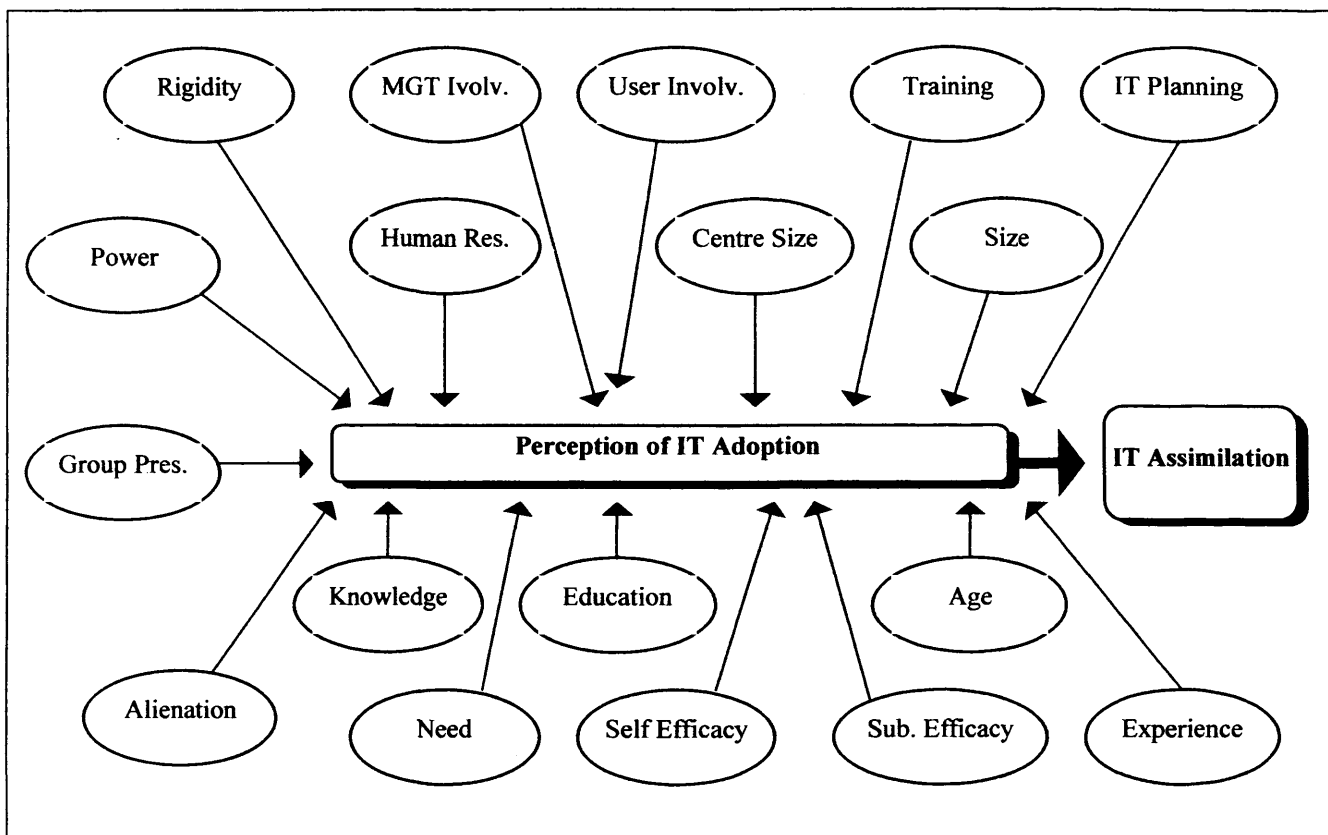 Rigidity
MGT Ivolv.
User Involv.
Training
IT Planning
Power
Human Res.
Centre Size
Size
Group Pres.
Perception of IT Adoption
IT Assimilation
Knowledge
Education
Age
Alienation
Need
Self Efficacy
Sub. Efficacy
Experience